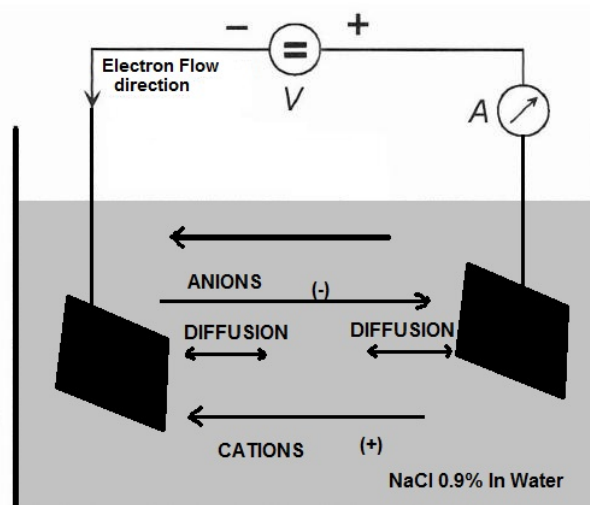 − = +
Electron Flow
direction
V
A
ANIONS (-)
DIFFUSION DIFFUSION
CATIONS (+)
NaCl 0.9% In Water